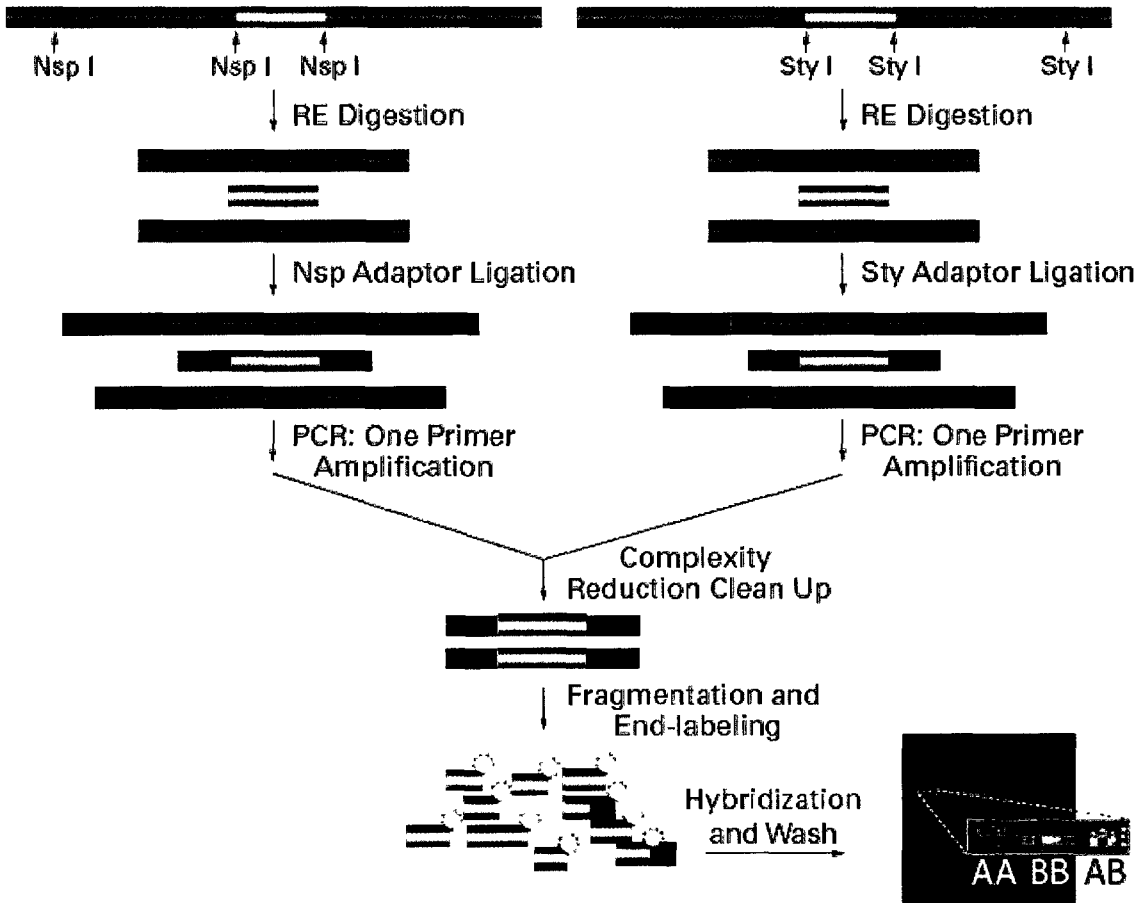 Nsp I Nsp I Nsp I Sty I Sty I Sty I
RE Digestion RE Digestion
Nsp Adaptor Ligation Sty Adaptor Ligation
PCR: One Primer PCR: One Primer
Amplification Amplification
Complexity
Reduction Clean Up
Fragmentation and
End-labeling
Hybridization
and Wash
AA BB AB